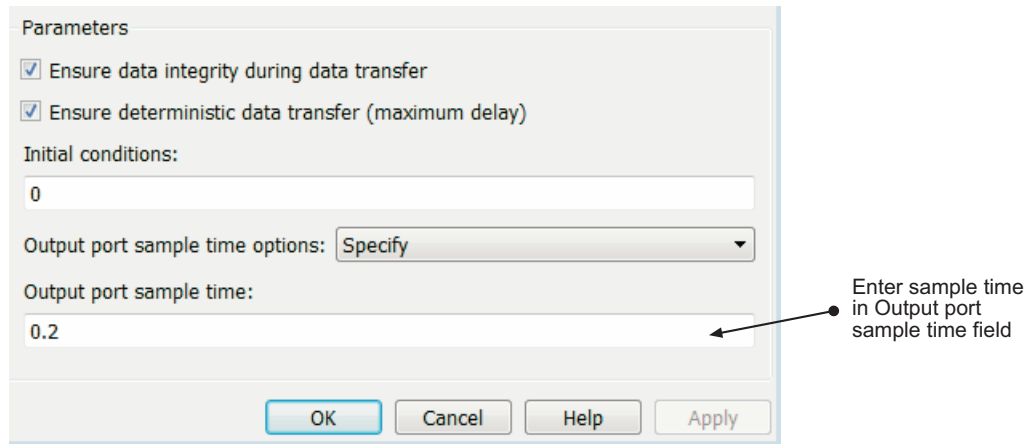 Parameters
Ensure data integrity during data transfer
Ensure deterministic data transfer (maximum delay)
Initial conditions:
0
Output port sample time options: Specify
Output port sample time:
0.2
Enter sample time
in Output port
sample time field
OK Cancel Help Apply